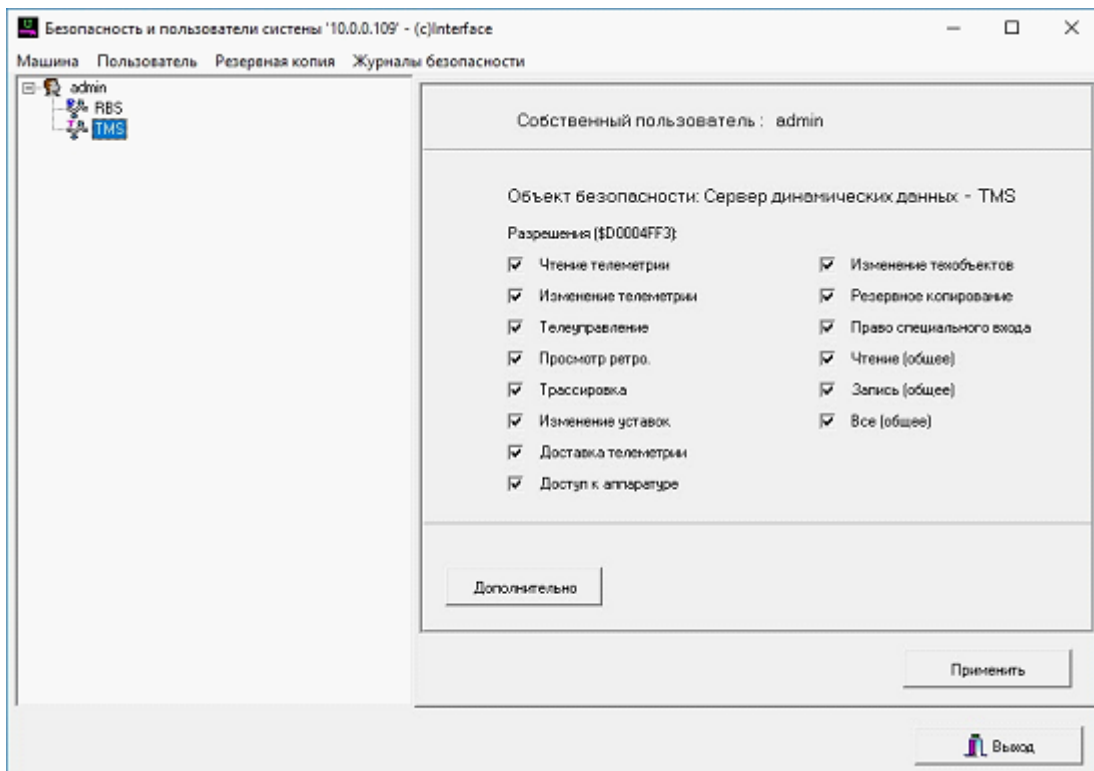 Безопасность и пользователи системы '10.0.0.109' - (c)Interface
Машина Пользователь Резервная копия Журналы безопасности
admin
RBS
TMS
Собственный пользователь : admin
Объект безопасности: Сервер динамических данных - TMS
Разрешения ($D0004FF3):
Чтение телеметрии
Изменение телеметрии
Телеуправление
Просмотр ретро.
Трассировка
Изменение уставок
Доставка телеметрии
Доступ к аппаратуре
Изменение техобъектов
Резервное копирование
Право специального входа
Чтение (общее)
Запись (общее)
Все (общее)
Дополнительно
Применить
Выход